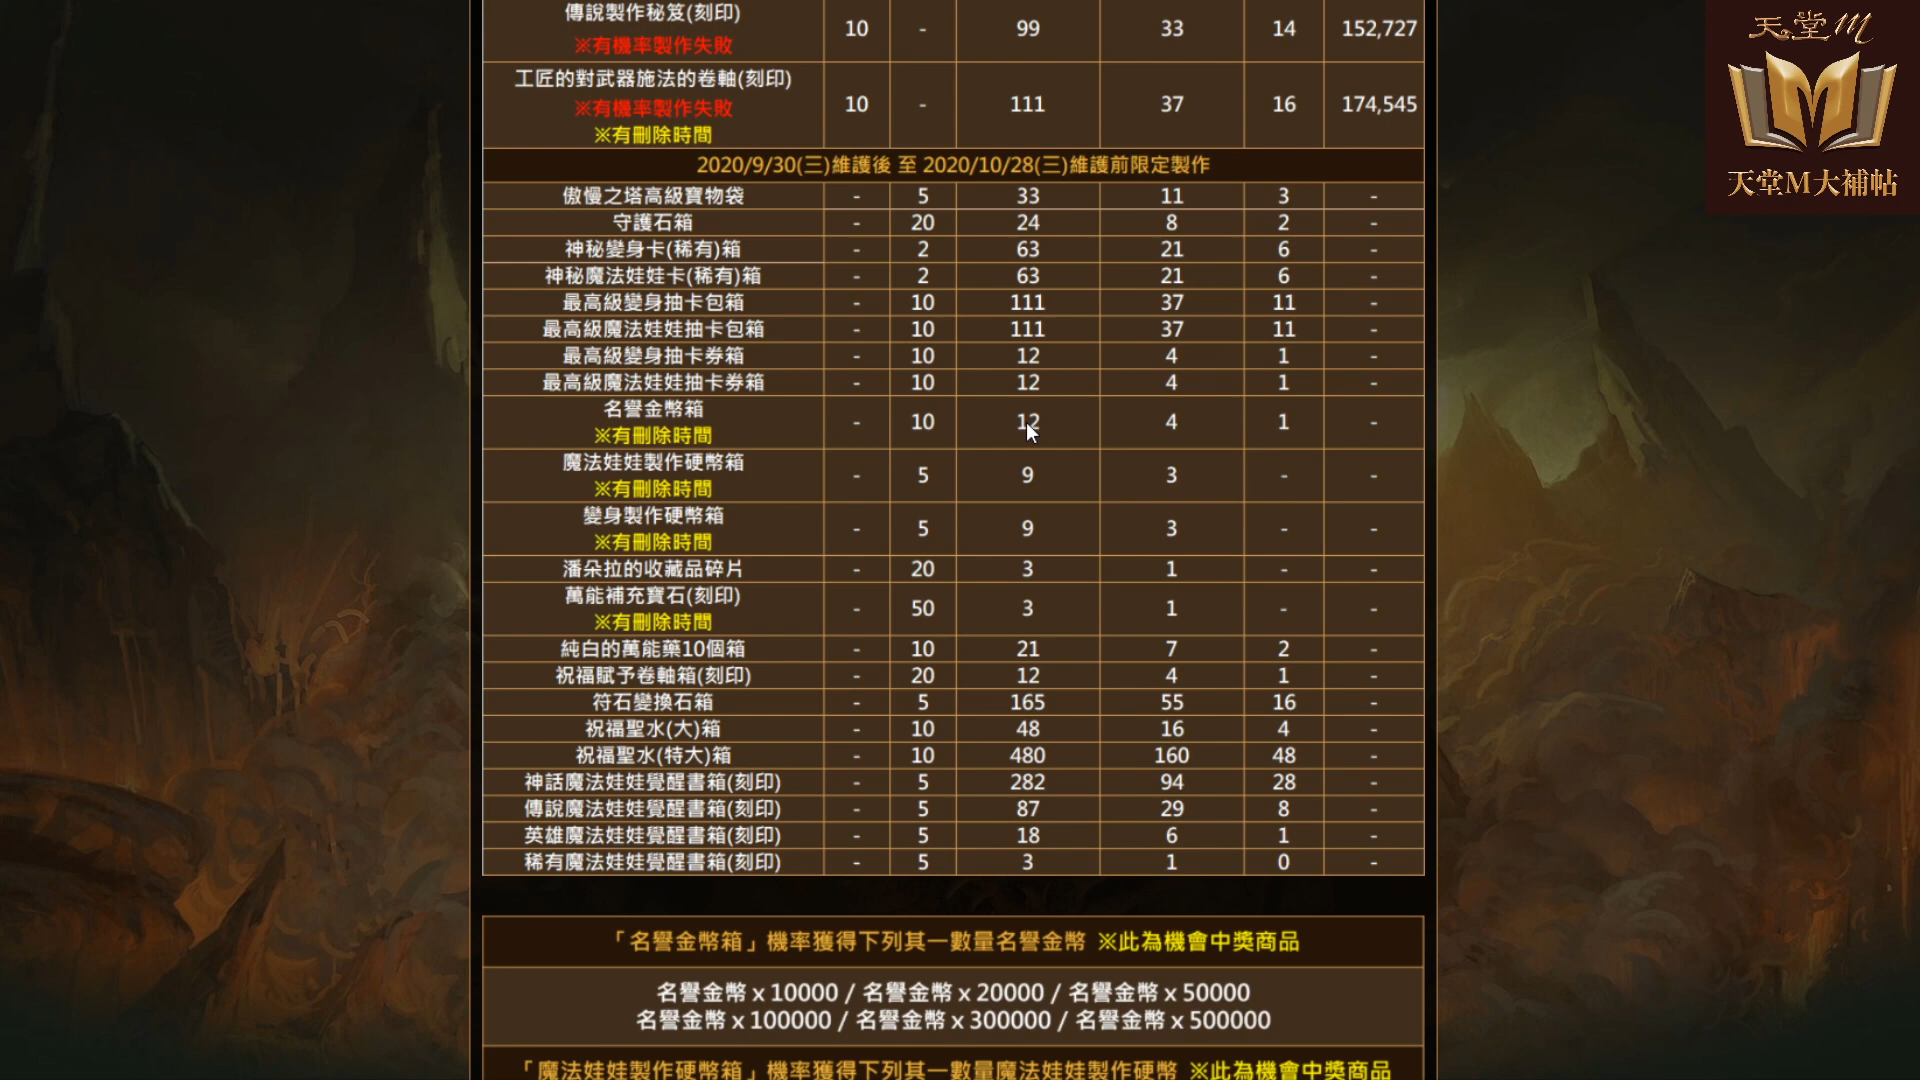 傳說製作秘笈(刻印)
※有機率製作失敗
10 - 99 33 14 152,727
工匠的對武器施法的卷軸(刻印)
※有機率製作失敗
※有刪除時間
10 - 111 37 16 174,545
2020/9/30(三)維護後 至 2020/10/28(三)維護前限定製作
傲慢之塔高級寶物袋 - 5 33 11 3 -
守護石箱 - 20 24 8 2 -
神秘變身卡(稀有)箱 - 2 63 21 6 -
神秘魔法娃娃卡(稀有)箱 - 2 63 21 6 -
最高級變身抽卡包箱 - 10 111 37 11 -
最高級魔法娃娃抽卡包箱 - 10 111 37 11 -
最高級變身抽卡券箱 - 10 12 4 1 -
最高級魔法娃娃抽卡券箱 - 10 12 4 1 -
名譽金幣箱
※有刪除時間
- 10 12 4 1 -
魔法娃娃製作硬幣箱
※有刪除時間
- 5 9 3 - -
變身製作硬幣箱
※有刪除時間
- 5 9 3 - -
潘朵拉的收藏品碎片 - 20 3 1 - -
萬能補充寶石(刻印)
※有刪除時間
- 50 3 1 - -
純白的萬能藥10個箱 - 10 21 7 2 -
祝福賦予卷軸箱(刻印) - 20 12 4 1 -
符石變換石箱 - 5 165 55 16 -
祝福聖水(大)箱 - 10 48 16 4 -
祝福聖水(特大)箱 - 10 480 160 48 -
神話魔法娃娃覺醒書箱(刻印) - 5 282 94 28 -
傳說魔法娃娃覺醒書箱(刻印) - 5 87 29 8 -
英雄魔法娃娃覺醒書箱(刻印) - 5 18 6 1 -
稀有魔法娃娃覺醒書箱(刻印) - 5 3 1 0 -
「名譽金幣箱」機率獲得下列其一數量名譽金幣 ※此為機會中獎商品
名譽金幣 x 10000 / 名譽金幣 x 20000 / 名譽金幣 x 50000
名譽金幣 x 100000 / 名譽金幣 x 300000 / 名譽金幣 x 500000
「魔法娃娃製作硬幣箱」機率獲得下列其一數量魔法娃娃製作硬幣 ※此為機會中獎商品
天堂M
天堂M大補帖